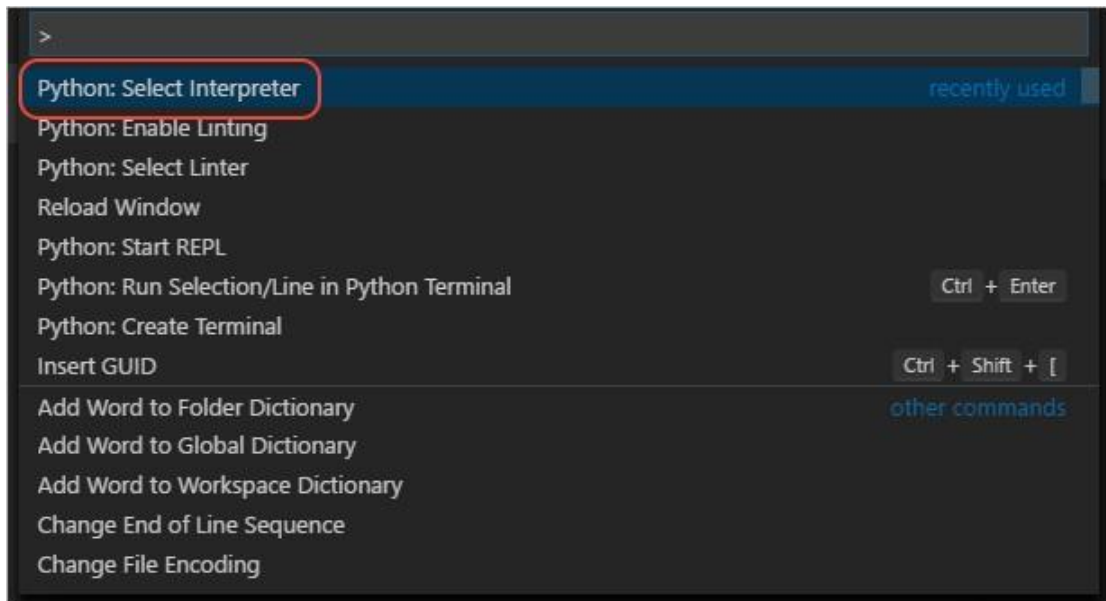 >
Python: Select Interpreter recently used
Python: Enable Linting
Python: Select Linter
Reload Window
Python: Start REPL
Python: Run Selection/Line in Python Terminal Ctrl + Enter
Python: Create Terminal
Insert GUID Ctrl + Shift + [
Add Word to Folder Dictionary other commands
Add Word to Global Dictionary
Add Word to Workspace Dictionary
Change End of Line Sequence
Change File Encoding